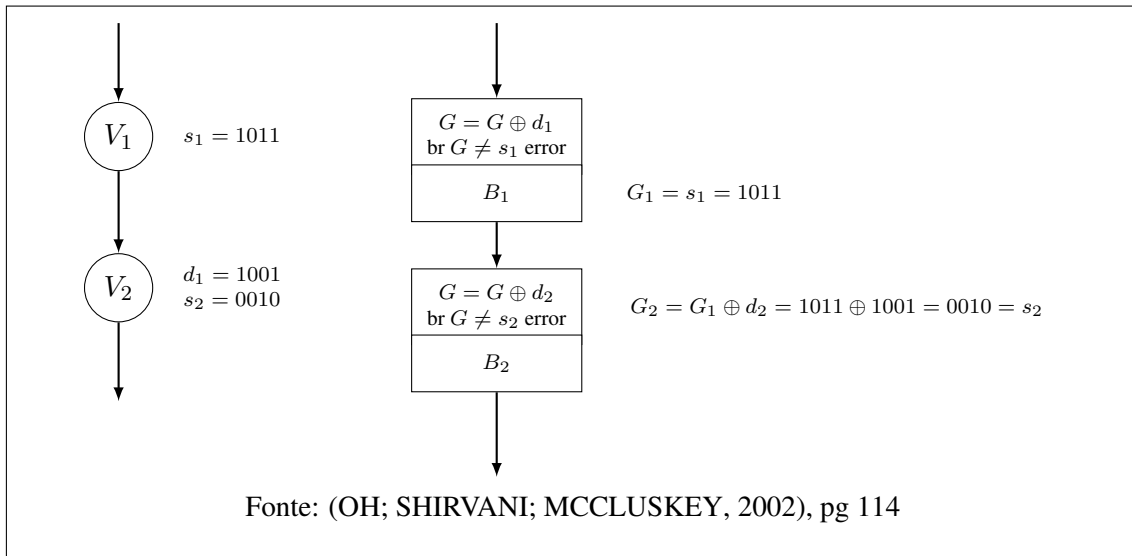 V₁
s₁ = 1011
V₂
d₁ = 1001
s₂ = 0010
G = G ⊕ d₁
br G ≠ s₁ error
B₁
G₁ = s₁ = 1011
G = G ⊕ d₂
br G ≠ s₂ error
B₂
G₂ = G₁ ⊕ d₂ = 1011 ⊕ 1001 = 0010 = s₂
Fonte: (OH; SHIRVANI; MCCLUSKEY, 2002), pg 114